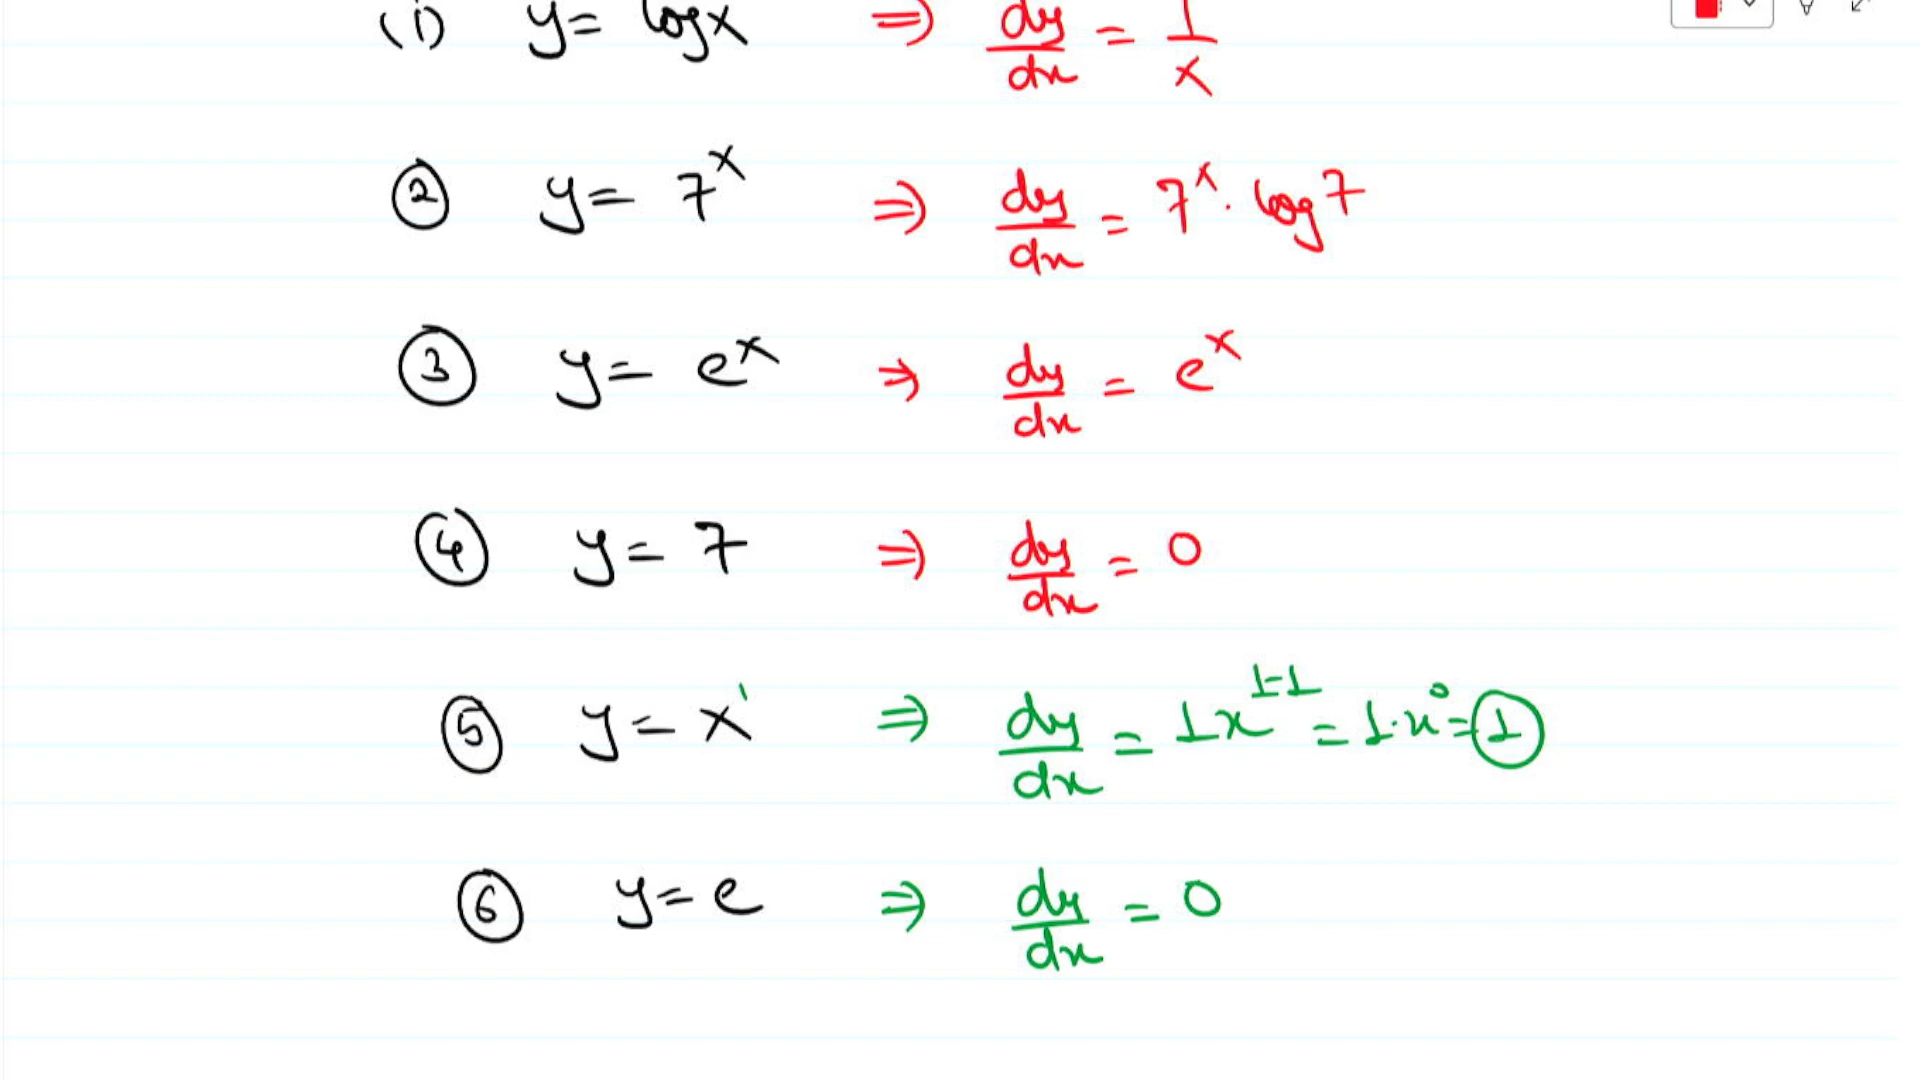 (i) y = log x ⇒ dy/dx = 1/x
② y = 7^x ⇒ dy/dx = 7^x · log 7
③ y = e^x ⇒ dy/dx = e^x
④ y = 7 ⇒ dy/dx = 0
⑤ y = x^1 ⇒ dy/dx = 1x^(1-1) = 1·x^0 = ①
⑥ y = e ⇒ dy/dx = 0